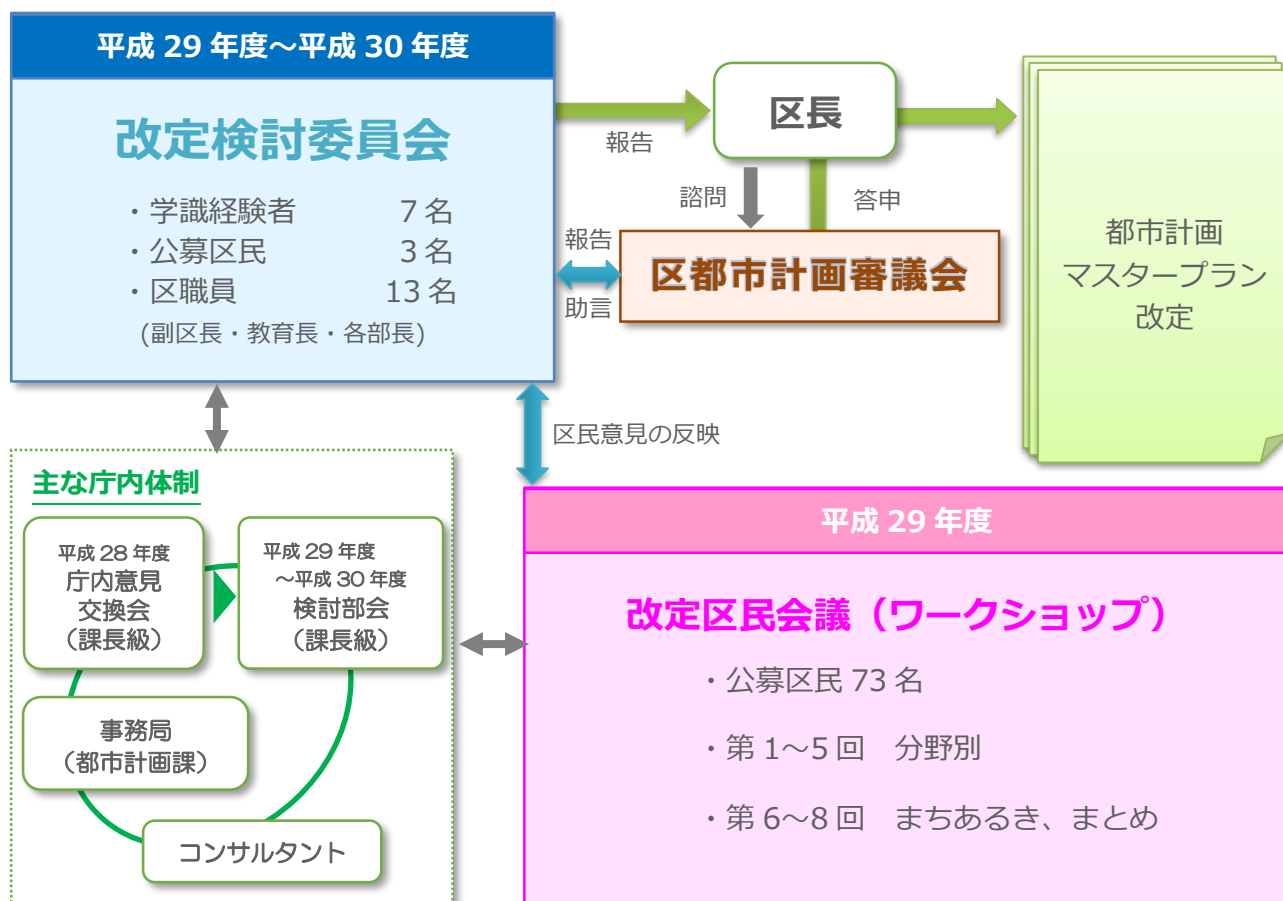 平成 29 年度～平成 30 年度
改定検討委員会
・学識経験者 7 名
・公募区民 3 名
・区職員 13 名
(副区長・教育長・各部長)
報告
区長
諮問
答申
報告
助言
区都市計画審議会
都市計画
マスタープラン
改定
区民意見の反映
主な庁内体制
平成 28 年度
庁内意見
交換会
（課長級）
平成 29 年度
～平成 30 年度
検討部会
（課長級）
事務局
（都市計画課）
コンサルタント
平成 29 年度
改定区民会議（ワークショップ）
・公募区民 73 名
・第 1～5 回　分野別
・第 6～8 回　まちあるき、まとめ